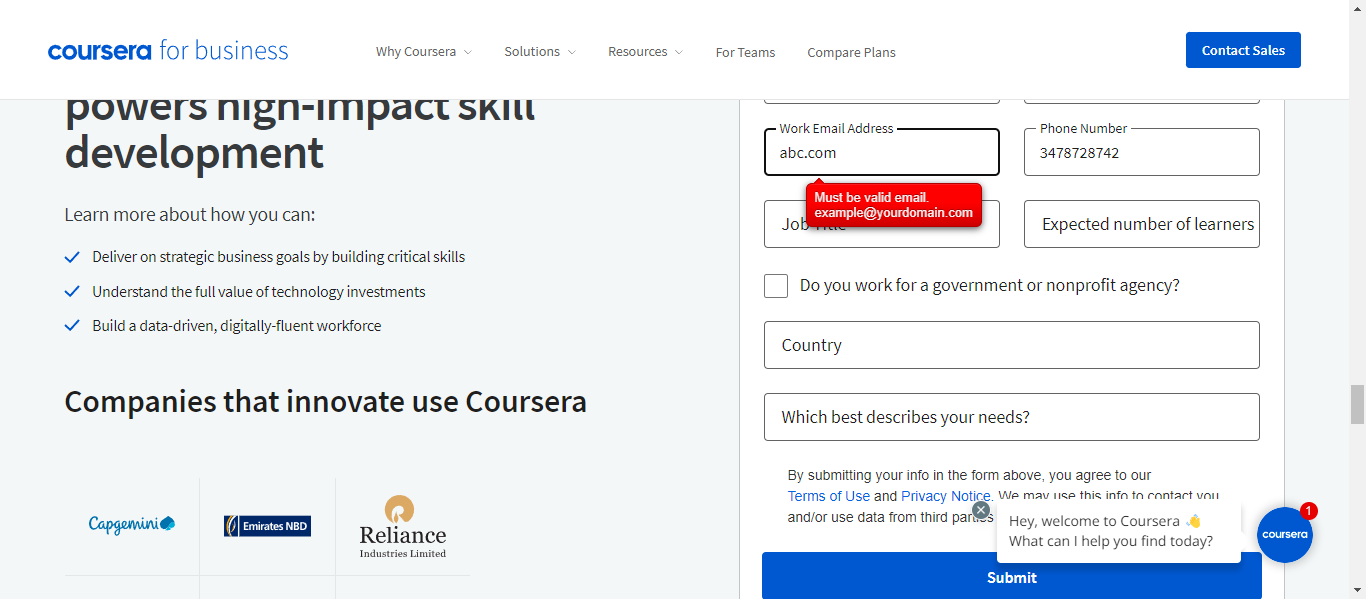 coursera for business
Why Coursera
Solutions
Resources
For Teams
Compare Plans
Contact Sales
powers high-impact skill
development
Learn more about how you can:
Deliver on strategic business goals by building critical skills
Understand the full value of technology investments
Build a data-driven, digitally-fluent workforce
Companies that innovate use Coursera
Capgemini
Emirates NBD
Reliance
Industries Limited
Work Email Address
abc.com
Phone Number
3478728742
Must be valid email.
example@yourdomain.com
Job Title
Expected number of learners
Do you work for a government or nonprofit agency?
Country
Which best describes your needs?
By submitting your info in the form above, you agree to our
Terms of Use and Privacy Notice. We may use this info to contact you
and/or use data from third parties
Hey, welcome to Coursera 👋
What can I help you find today?
coursera
1
Submit